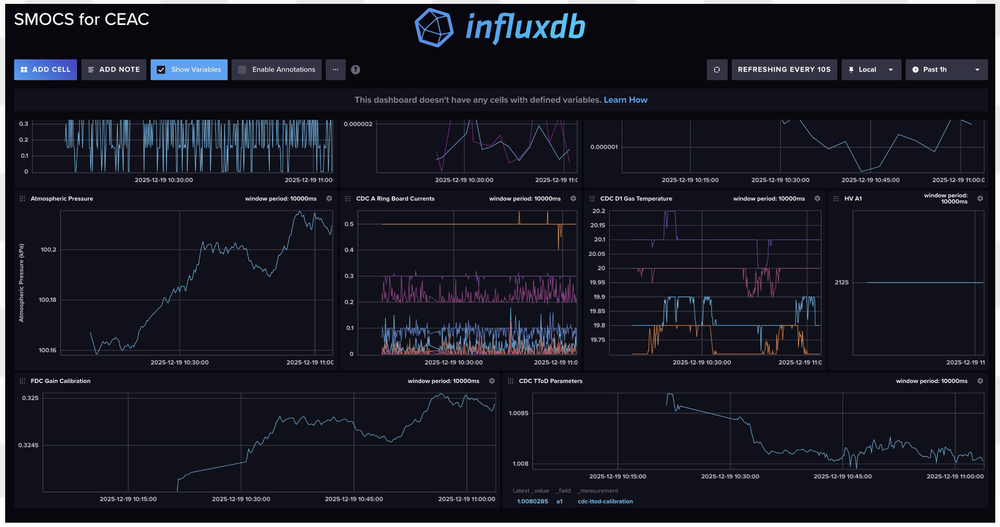 SMOCS for CEAC
influxdb
ADD CELL
ADD NOTE
Show Variables
Enable Annotations
...
?
REFRESHING EVERY 10S
Local
Past 1h
This dashboard doesn't have any cells with defined variables. Learn How
0.3
0.2
0.1
0
2025-12-19 10:30:00
2025-12-19 11:00:
0.000002
2025-12-19 10:30:00
2025-12-19 11:0
0.000001
2025-12-19 10:15:00
2025-12-19 10:30:00
2025-12-19 10:45:00
2025-12-19 11:00:0
Atmospheric Pressure
window period: 10000ms
Atmospheric Pressure (kPa)
100.2
100.18
100.16
2025-12-19 10:30:00
2025-12-19 11:00
CDC A Ring Board Currents
window period: 10000ms
0.5
0.4
0.3
0.2
0.1
0
2025-12-19 10:30:00
2025-12-19 11:0
CDC D1 Gas Temperature
window period: 10000ms
20.2
20.15
20.1
20.05
20
19.95
19.9
19.85
19.8
19.75
2025-12-19 10:30:00
2025-12-19 11:0
HV A1
window period:
10000ms
2125
2025-12-19 11
FDC Gain Calibration
window period: 10000ms
0.325
0.3245
2025-12-19 10:15:00
2025-12-19 10:30:00
2025-12-19 10:45:00
2025-12-19 11:00:00
CDC TToD Parameters
window period: 10000ms
1.0085
1.008
2025-12-19 10:15:00
2025-12-19 10:30:00
2025-12-19 10:45:00
2025-12-19 11:00:00
Latest _value _field _measurement
1.0080285 a1 cdc-ttod-calibration